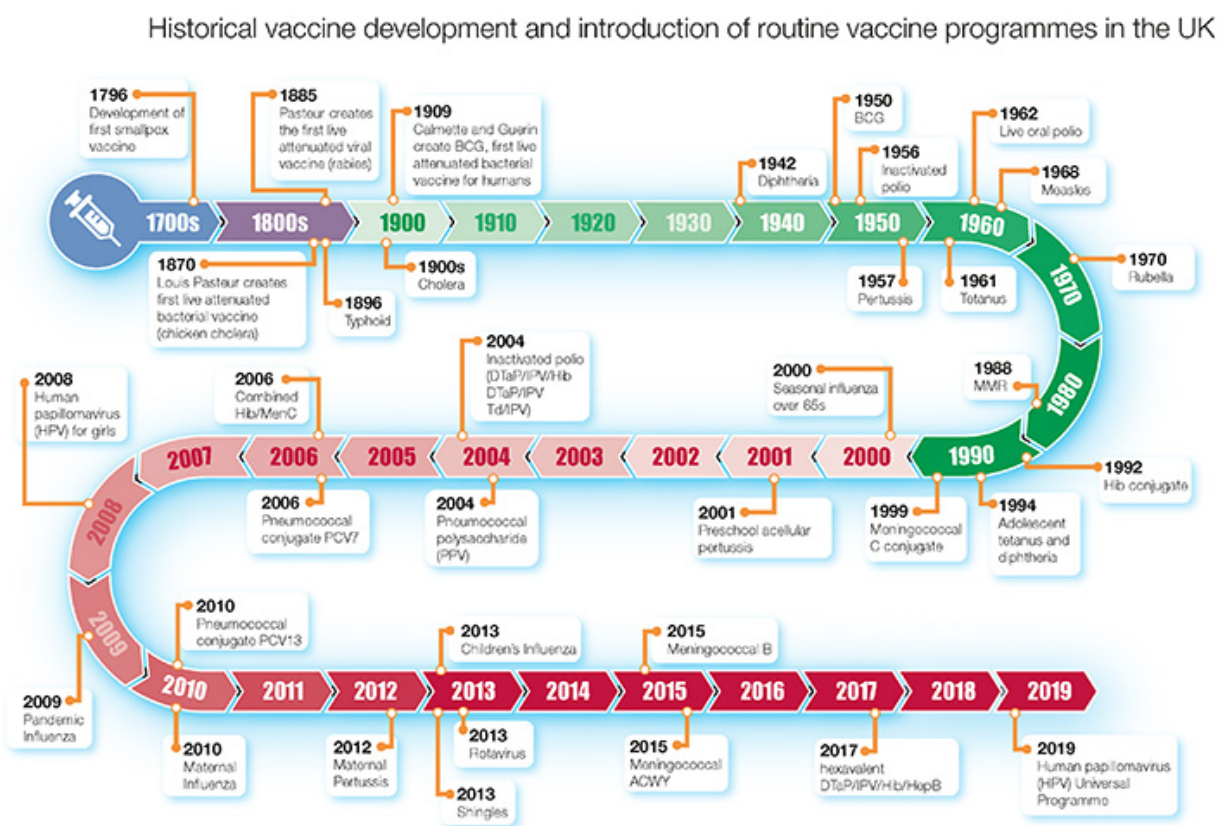 Historical vaccine development and introduction of routine vaccine programmes in the UK
1796
Development of
first smallpox
vaccine
1885
Pasteur creates
the first live
attenuated viral
vaccine (rabies)
1909
Calmette and Guerin
create BCG, first live
attenuated bacterial
vaccine for humans
1942
Diphtheria
1950
BCG
1956
Inactivated
polio
1962
Live oral polio
1968
Measles
1700s
1800s
1900
1910
1920
1930
1940
1950
1960
1970
1980
1990
1870
Louis Pasteur creates
first live attenuated
bacterial vaccine
(chicken cholera)
1896
Typhoid
1900s
Cholera
1957
Pertussis
1961
Tetanus
1970
Rubella
1988
MMR
1992
Hib conjugate
1994
Adolescent
tetanus and
diphtheria
1999
Meningococcal
C conjugate
2000
Seasonal influenza
over 65s
2001
Preschool acellular
pertussis
2004
Inactivated polio
(DTaP/IPV/Hib
DTaP/IPV
Td/IPV)
2004
Pneumococcal
polysaccharide
(PPV)
2006
Combined
Hib/MenC
2006
Pneumococcal
conjugate PCV7
2008
Human
papillomavirus
(HPV) for girls
2000
2001
2002
2003
2004
2005
2006
2007
2008
2009
2009
Pandemic
Influenza
2010
Pneumococcal
conjugate PCV13
2010
Maternal
Influenza
2012
Maternal
Pertussis
2013
Children's Influenza
2013
Rotavirus
2013
Shingles
2015
Meningococcal B
2015
Meningococcal
ACWY
2017
hexavalent
DTaP/IPV/Hib/HepB
2019
Human papillomavirus
(HPV) Universal
Programme
2010
2011
2012
2013
2014
2015
2016
2017
2018
2019